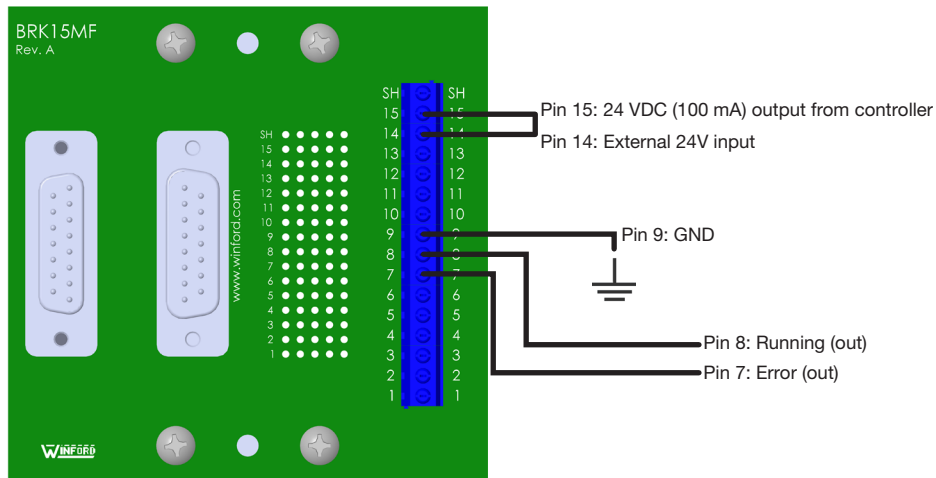 BRK15MF
Rev. A
SH SH
15 15
14 14
13 13
12 12
11 11
10 10
9 9
8 8
7 7
6 6
5 5
4 4
3 3
2 2
1 1
SH
15
14
13
12
11
10
9
8
7
6
5
4
3
2
1
www.winford.com
WINFORD
Pin 15: 24 VDC (100 mA) output from controller
Pin 14: External 24V input
Pin 9: GND
Pin 8: Running (out)
Pin 7: Error (out)